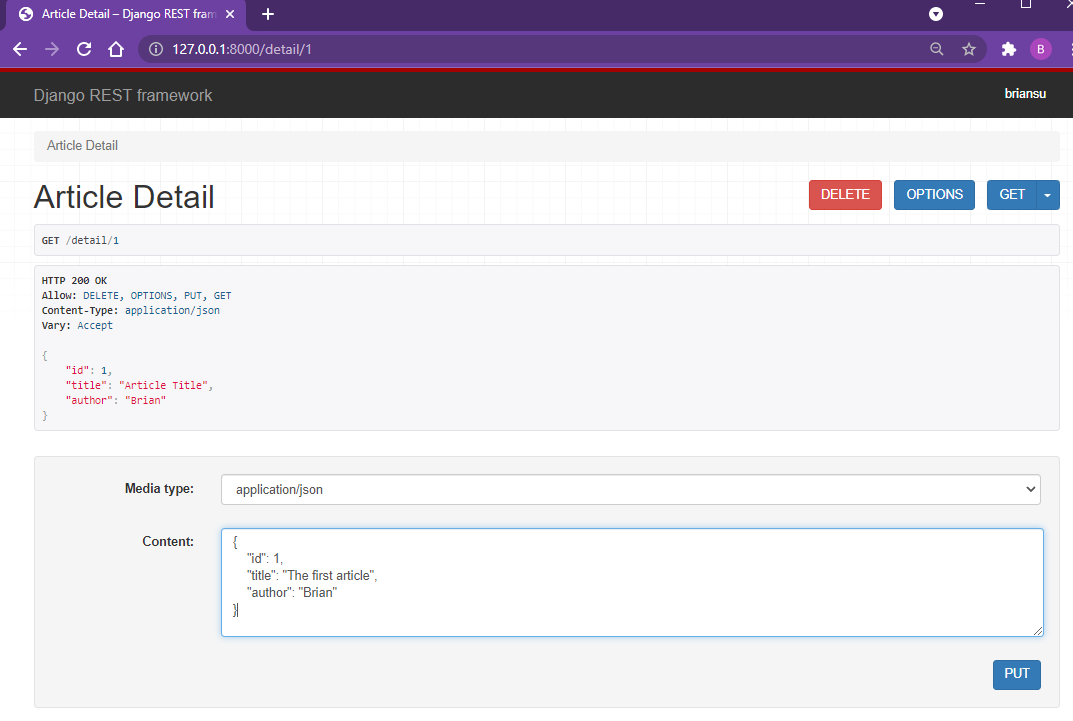 Article Detail – Django REST fram
127.0.0.1:8000/detail/1
B
Django REST framework
briansu
Article Detail
Article Detail
DELETE
OPTIONS
GET
GET /detail/1
HTTP 200 OK
Allow: DELETE, OPTIONS, PUT, GET
Content-Type: application/json
Vary: Accept
{
"id": 1,
"title": "Article Title",
"author": "Brian"
}
Media type:
application/json
Content:
{
"id": 1,
"title": "The first article",
"author": "Brian"
}
PUT